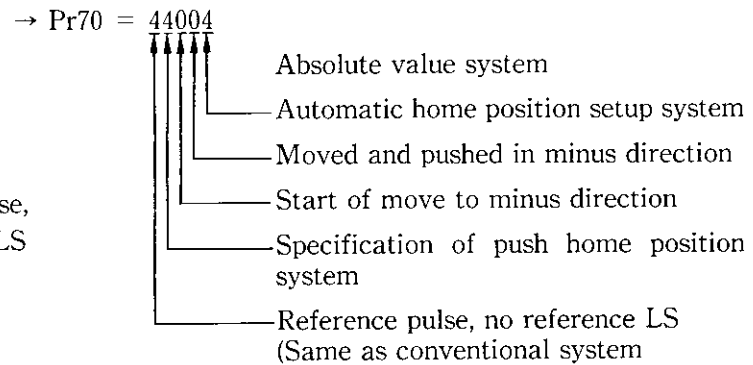 → Pr70 = 44004
Absolute value system
Automatic home position setup system
Moved and pushed in minus direction
Start of move to minus direction
se,
LS
Specification of push home position
system
Reference pulse, no reference LS
(Same as conventional system